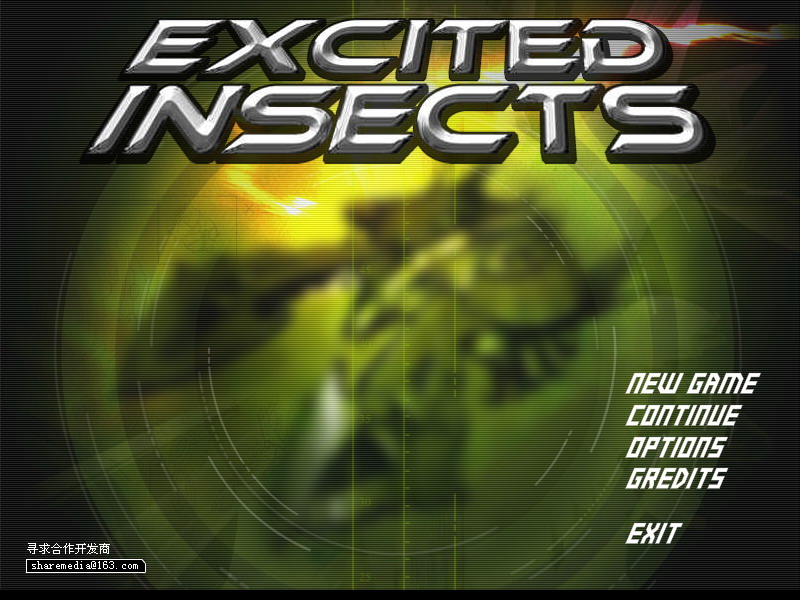 EXCITED
INSECTS
NEW GAME
CONTINUE
OPTIONS
GREDITS
EXIT
寻求合作开发商
sharemedia@163.com